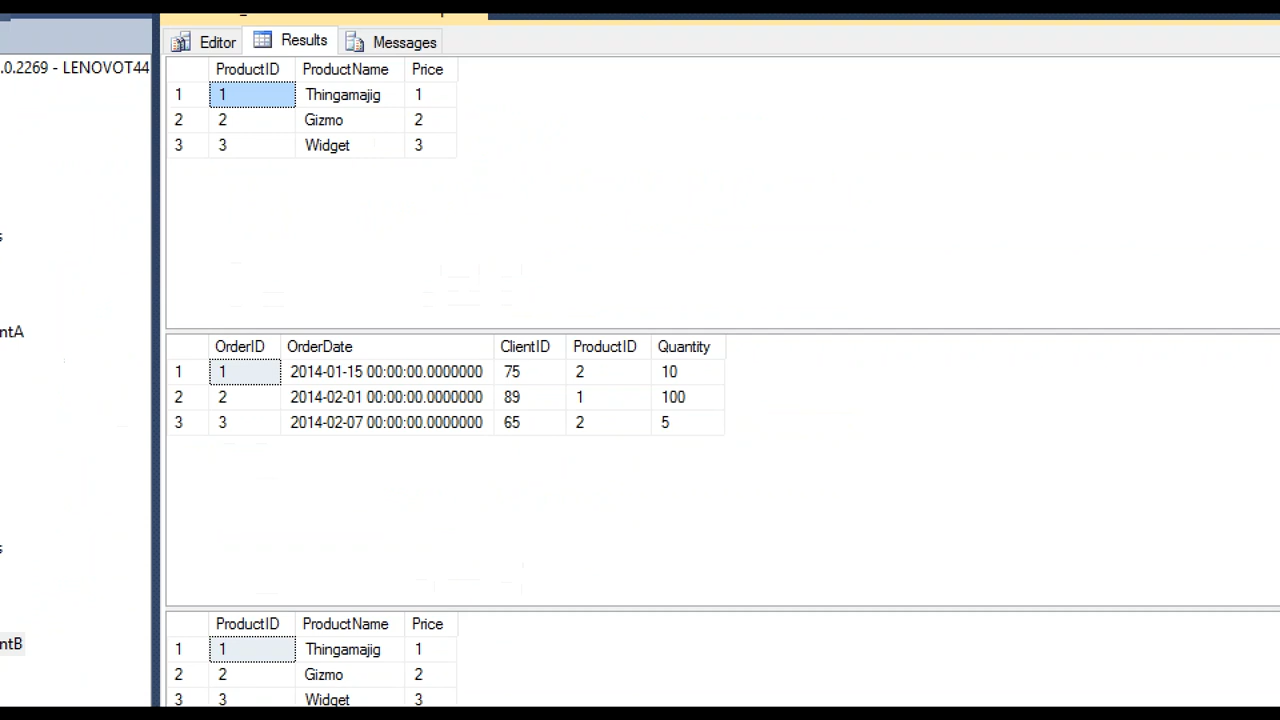 .0.2269 - LENOVOT44
Editor Results Messages
ProductID ProductName Price
1 1 Thingamajig 1
2 2 Gizmo 2
3 3 Widget 3
s
ntA
OrderID OrderDate ClientID ProductID Quantity
1 1 2014-01-15 00:00:00.0000000 75 2 10
2 2 2014-02-01 00:00:00.0000000 89 1 100
3 3 2014-02-07 00:00:00.0000000 65 2 5
s
ntB
ProductID ProductName Price
1 1 Thingamajig 1
2 2 Gizmo 2
3 3 Widget 3